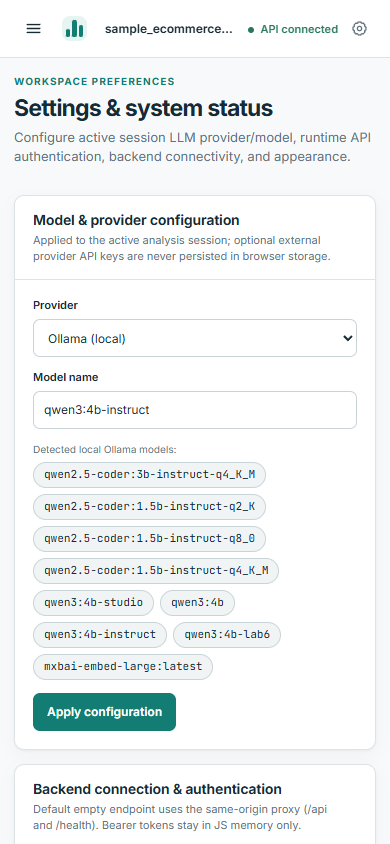 sample_ecommerce...
API connected
WORKSPACE PREFERENCES
Settings & system status
Configure active session LLM provider/model, runtime API
authentication, backend connectivity, and appearance.
Model & provider configuration
Applied to the active analysis session; optional external
provider API keys are never persisted in browser storage.
Provider
Ollama (local)
Model name
qwen3:4b-instruct
Detected local Ollama models:
qwen2.5-coder:3b-instruct-q4_K_M
qwen2.5-coder:1.5b-instruct-q2_K
qwen2.5-coder:1.5b-instruct-q8_0
qwen2.5-coder:1.5b-instruct-q4_K_M
qwen3:4b-studio qwen3:4b
qwen3:4b-instruct qwen3:4b-lab6
mxbai-embed-large:latest
Apply configuration
Backend connection & authentication
Default empty endpoint uses the same-origin proxy (/api
and /health). Bearer tokens stay in JS memory only.